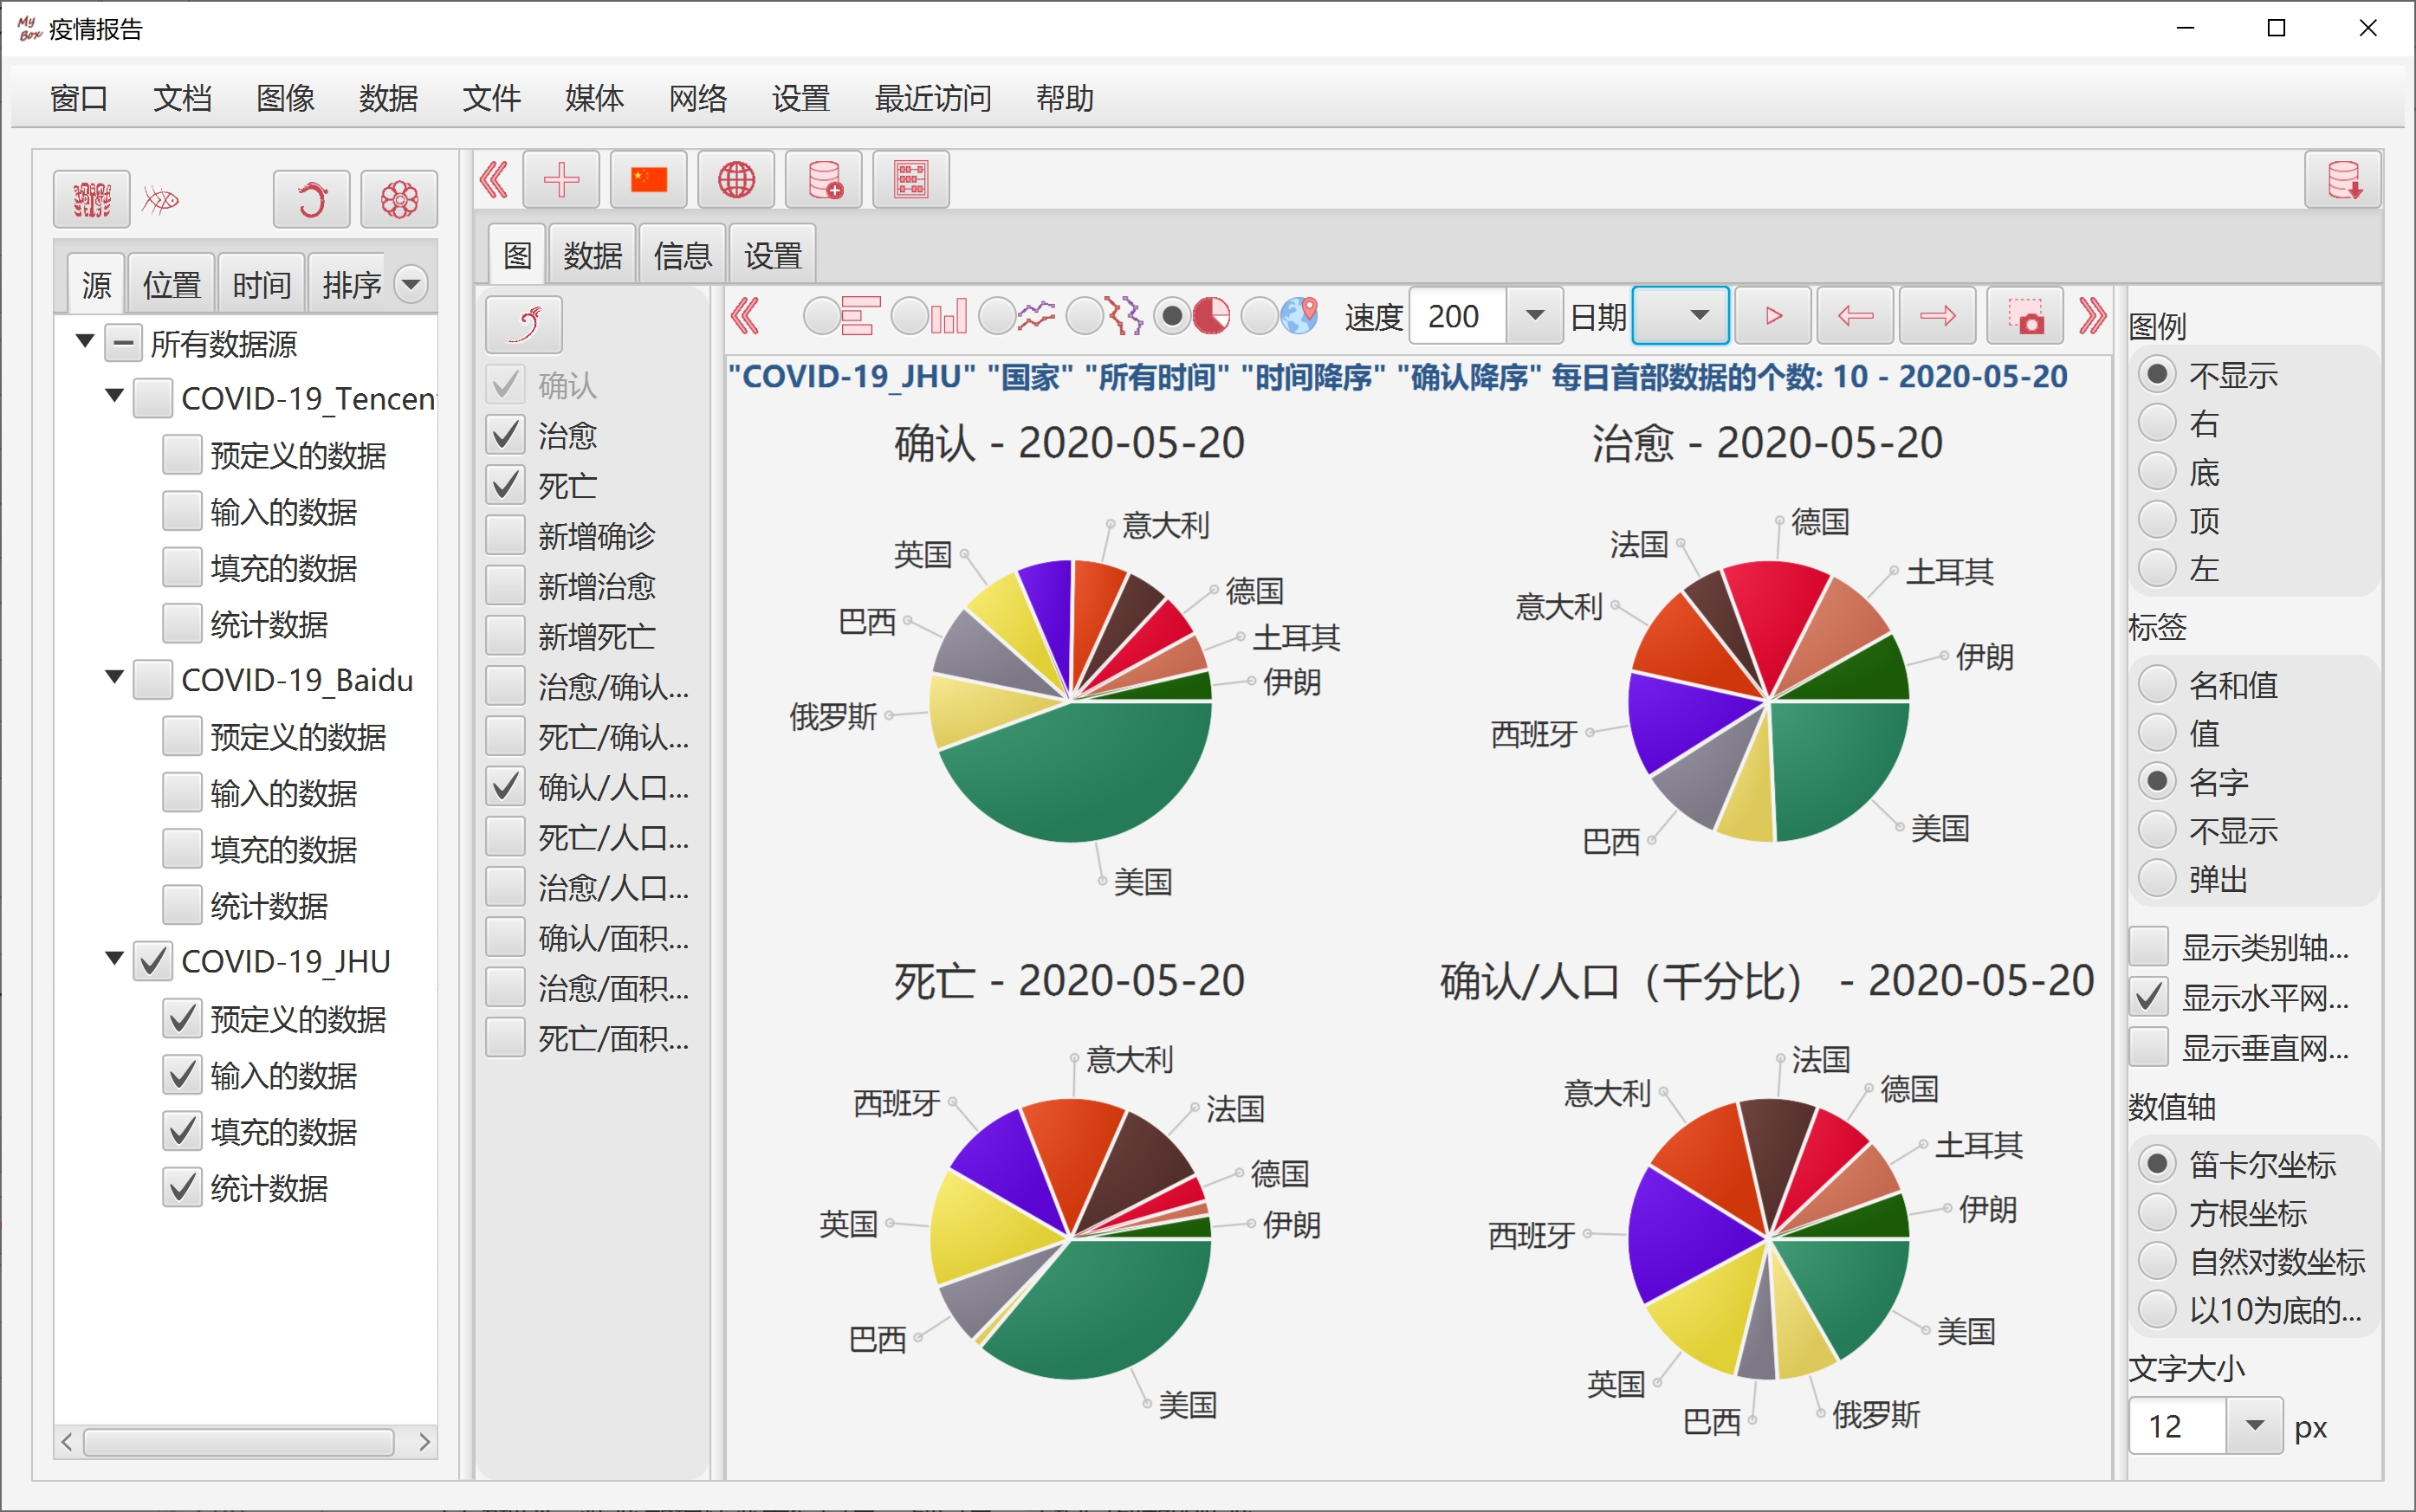 My Box 疫情报告
窗口 文档 图像 数据 文件 媒体 网络 设置 最近访问 帮助
源 位置 时间 排序
所有数据源
COVID-19_Tencen
预定义的数据
输入的数据
填充的数据
统计数据
COVID-19_Baidu
预定义的数据
输入的数据
填充的数据
统计数据
COVID-19_JHU
预定义的数据
输入的数据
填充的数据
统计数据
图 数据 信息 设置
确认
治愈
死亡
新增确诊
新增治愈
新增死亡
治愈/确认...
死亡/确认...
确认/人口...
死亡/人口...
治愈/人口...
确认/面积...
治愈/面积...
死亡/面积...
速度 200 日期
"COVID-19_JHU" "国家" "所有时间" "时间降序" "确认降序" 每日首部数据的个数: 10 - 2020-05-20
确认 - 2020-05-20
意大利
英国
德国
巴西
土耳其
伊朗
俄罗斯
美国
治愈 - 2020-05-20
德国
法国
土耳其
意大利
伊朗
西班牙
美国
巴西
死亡 - 2020-05-20
意大利
西班牙
法国
德国
英国
伊朗
巴西
美国
确认/人口（千分比） - 2020-05-20
法国
意大利
德国
土耳其
伊朗
西班牙
美国
英国
俄罗斯
巴西
图例
不显示
右
底
顶
左
标签
名和值
值
名字
不显示
弹出
显示类别轴...
显示水平网...
显示垂直网...
数值轴
笛卡尔坐标
方根坐标
自然对数坐标
以10为底的...
文字大小
12 px